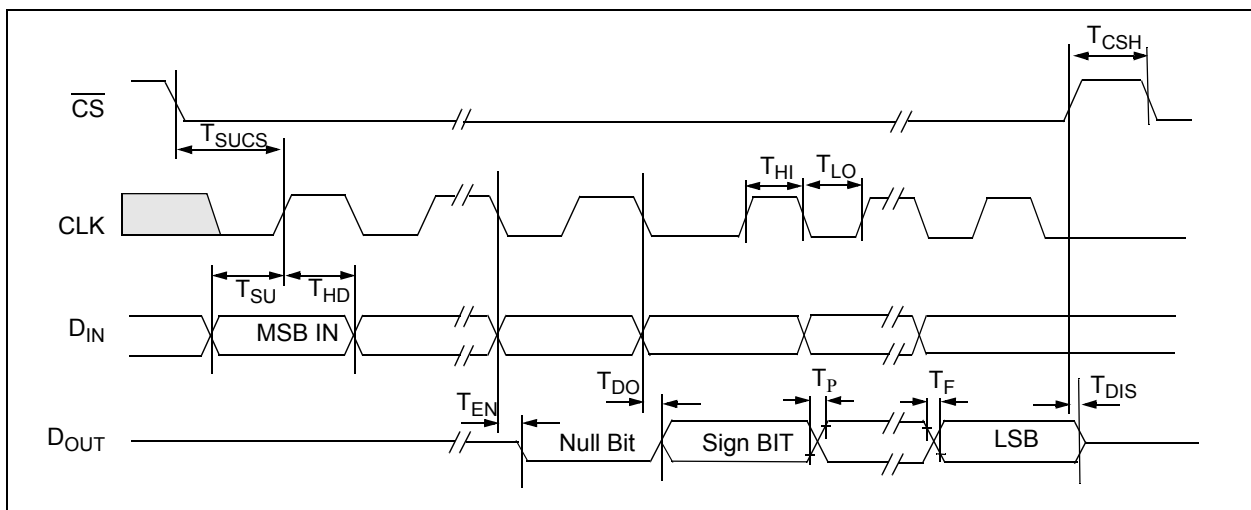 T_CSH
C̅S̅
T_SUCS
T_HI T_LO
CLK
T_SU T_HD
D_IN MSB IN
T_DO T_P T_F T_DIS
T_EN
D_OUT Null Bit Sign BIT LSB